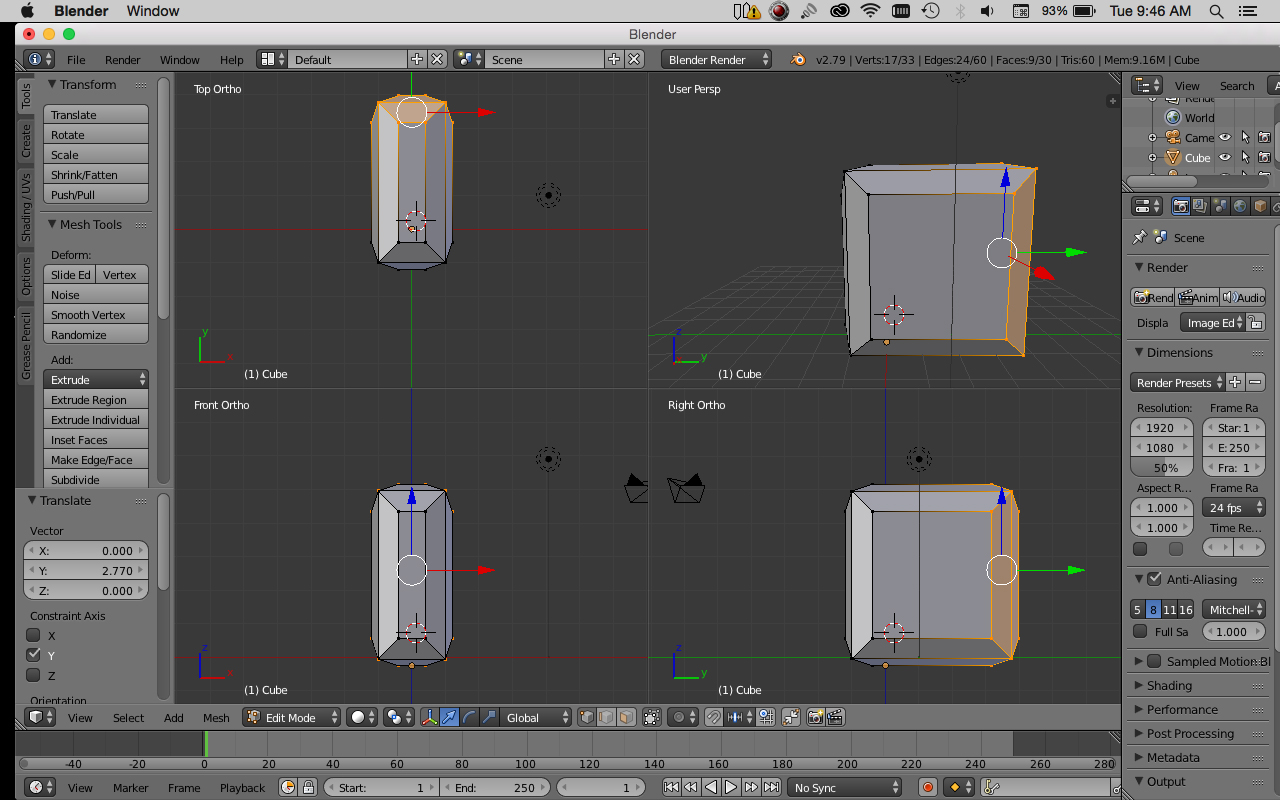 Blender Window 93% Tue 9:46 AM
Blender
File Render Window Help Default Scene Blender Render v2.79 | Verts:17/33 | Edges:24/60 | Faces:9/30 | Tris:60 | Mem:9.16M | Cube
Tools
Create
Shading / UVs
Options
Grease Pencil
Transform
Translate
Rotate
Scale
Shrink/Fatten
Push/Pull
Mesh Tools
Deform:
Slide Ed Vertex
Noise
Smooth Vertex
Randomize
Add:
Extrude
Extrude Region
Extrude Individual
Inset Faces
Make Edge/Face
Subdivide
Translate
Vector
X: 0.000
Y: 2.770
Z: 0.000
Constraint Axis
X
Y
Z
Orientation
Top Ortho
y
x
(1) Cube
User Persp
z
y
(1) Cube
Front Ortho
z
x
(1) Cube
Right Ortho
z
y
(1) Cube
View Search
World
Came
Cube
Scene
Render
Rend Anim Audio
Displa Image Ed
Dimensions
Render Presets
Resolution: Frame Ra
1920 Star: 1
1080 E: 250
50% Fra: 1
Aspect R... Frame Ra
1.000 24 fps
1.000 Time Re...
Anti-Aliasing
5 8 11 16 Mitchell-
Full Sa 1.000
Sampled Motion Bl
Shading
Performance
Post Processing
Metadata
Output
View Select Add Mesh Edit Mode Global
-40 -20 0 20 40 60 80 100 120 140 160 180 200 220 240 260 280
View Marker Frame Playback Start: 1 End: 250 1 No Sync